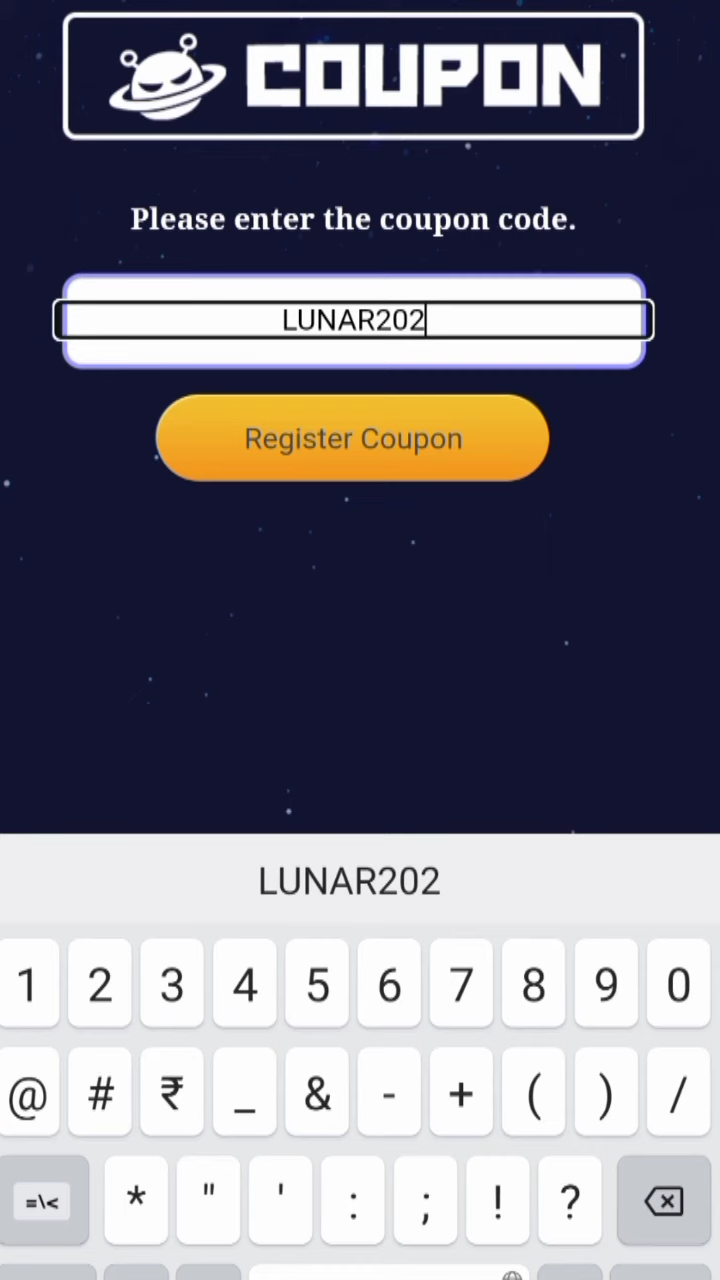 COUPON
Please enter the coupon code.
LUNAR202
Register Coupon
LUNAR202
1 2 3 4 5 6 7 8 9 0
@ # ₹ _ & - + ( ) /
=\< * " ' : ; ! ?